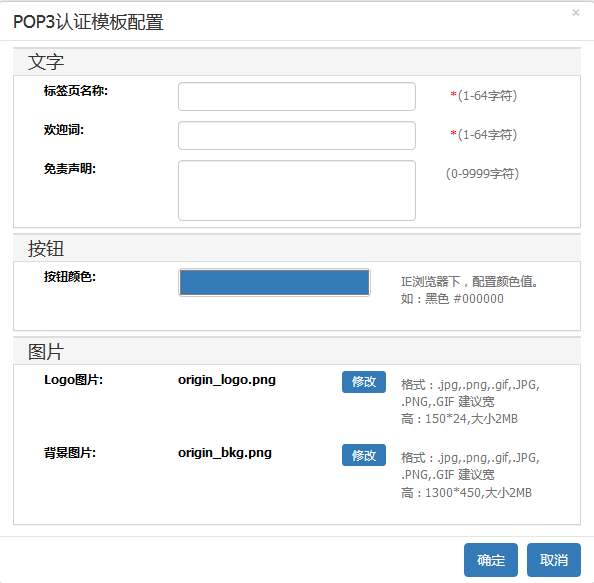 POP3认证模板配置
×
文字
标签页名称: *(1-64字符)
欢迎词: *(1-64字符)
免责声明: (0-9999字符)
按钮
按钮颜色: IE浏览器下，配置颜色值。
如：黑色 #000000
图片
Logo图片: origin_logo.png 修改 格式：.jpg,.png,.gif,.JPG,
.PNG,.GIF 建议宽
高：150*24,大小2MB
背景图片: origin_bkg.png 修改 格式：.jpg,.png,.gif,.JPG,
.PNG,.GIF 建议宽
高：1300*450,大小2MB
确定 取消